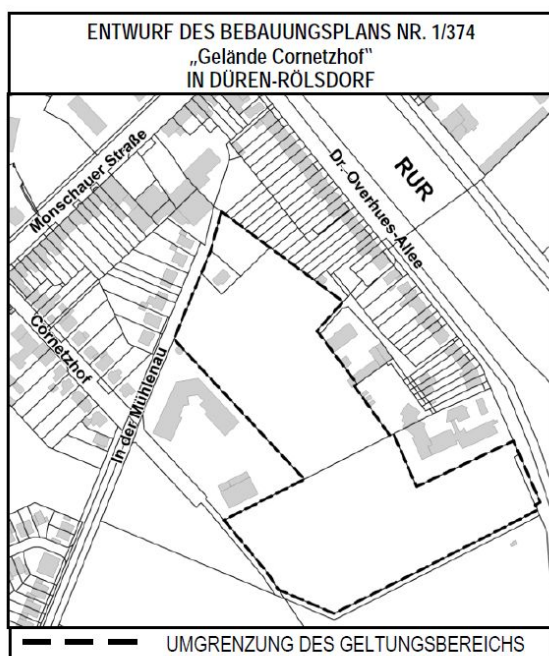 ENTWURF DES BEBAUUNGSPLANS NR. 1/374
„Gelände Cornetzhof“
IN DÜREN-RÖLSDORF
Monschauer Straße
RUR
Dr.-Overhues-Allee
Cornetzhof
In der Mühlenau
UMGRENZUNG DES GELTUNGSBEREICHS